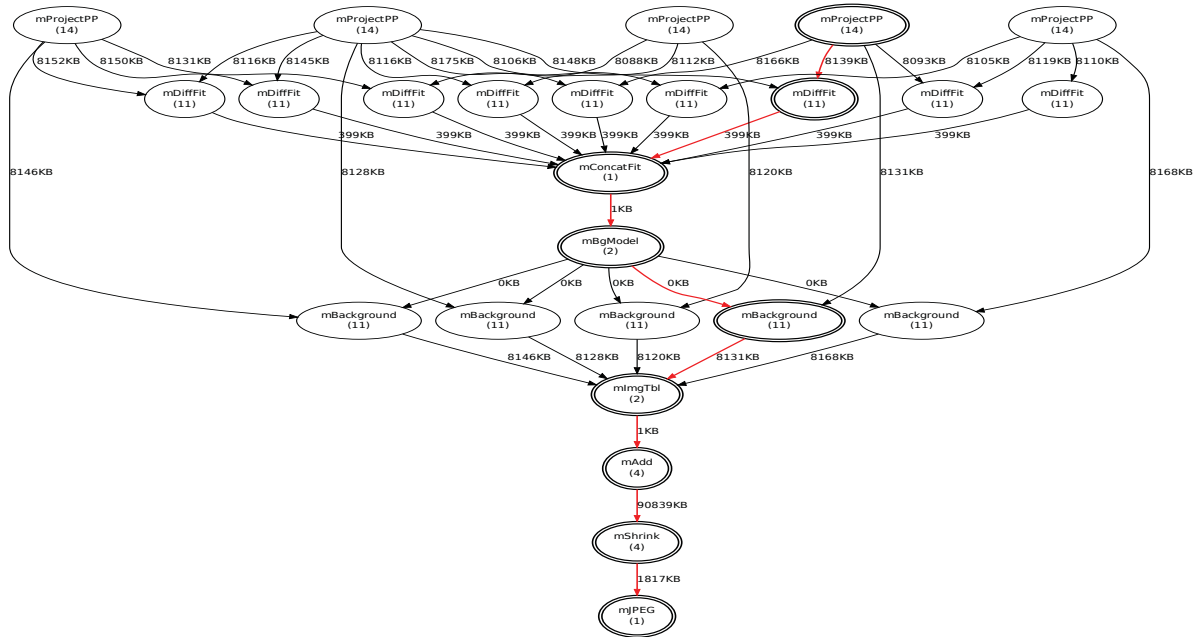 mProjectPP
(14)
mProjectPP
(14)
mProjectPP
(14)
mProjectPP
(14)
mProjectPP
(14)
8152KB
8150KB
8131KB
8116KB
8145KB
8116KB
8175KB
8106KB
8148KB
8088KB
8112KB
8166KB
8139KB
8093KB
8105KB
8119KB
8110KB
mDiffFit
(11)
mDiffFit
(11)
mDiffFit
(11)
mDiffFit
(11)
mDiffFit
(11)
mDiffFit
(11)
mDiffFit
(11)
mDiffFit
(11)
mDiffFit
(11)
399KB
399KB
399KB
399KB
399KB
399KB
399KB
399KB
399KB
8146KB
8128KB
mConcatFit
(1)
8120KB
8131KB
8168KB
1KB
mBgModel
(2)
0KB
0KB
0KB
0KB
0KB
mBackground
(11)
mBackground
(11)
mBackground
(11)
mBackground
(11)
mBackground
(11)
8146KB
8128KB
8120KB
8131KB
8168KB
mImgTbl
(2)
1KB
mAdd
(4)
90839KB
mShrink
(4)
1817KB
mJPEG
(1)